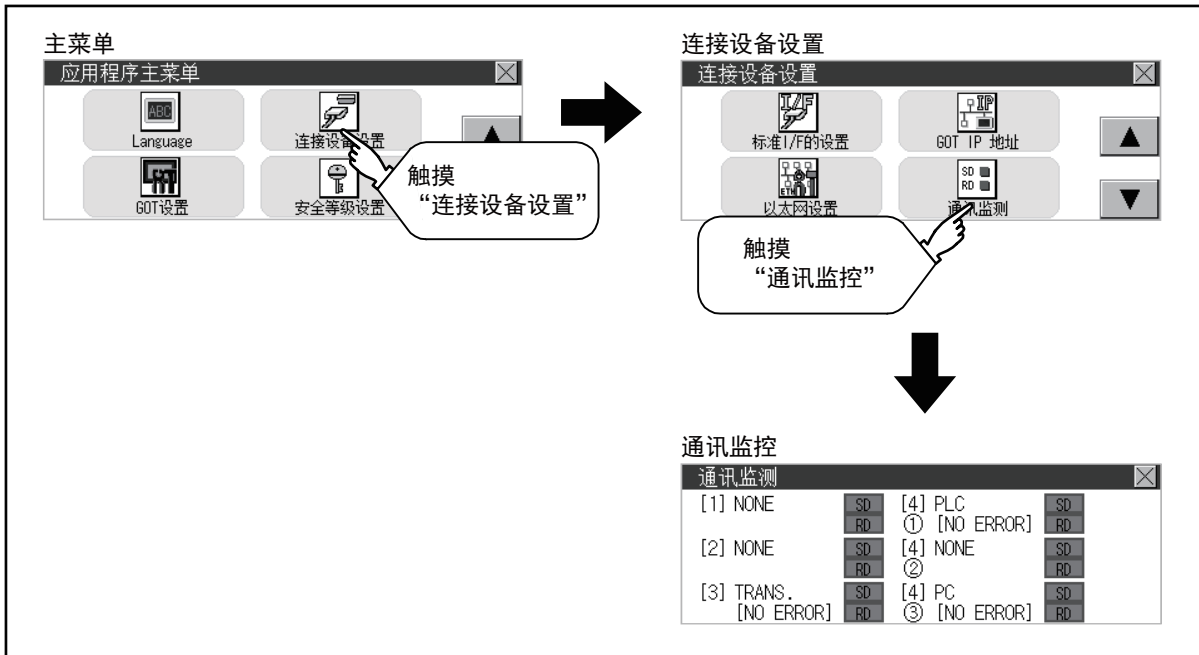 主菜单
应用程序主菜单
ABC
Language
连接设备设置
GOT设置
安全等级设置
触摸
“连接设备设置”
连接设备设置
连接设备设置
I/F
标准I/F的设置
IP
GOT IP 地址
ETH
以太网设置
SD
RD
通讯监测
触摸
“通讯监控”
通讯监控
通讯监测
[1] NONE SD [4] PLC SD
RD ① [NO ERROR] RD
[2] NONE SD [4] NONE SD
RD ② RD
[3] TRANS. SD [4] PC SD
[NO ERROR] RD ③ [NO ERROR] RD